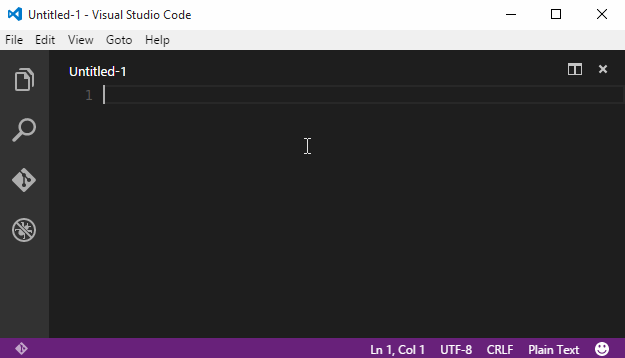 Untitled-1 - Visual Studio Code
File Edit View Goto Help
Untitled-1
1
Ln 1, Col 1 UTF-8 CRLF Plain Text